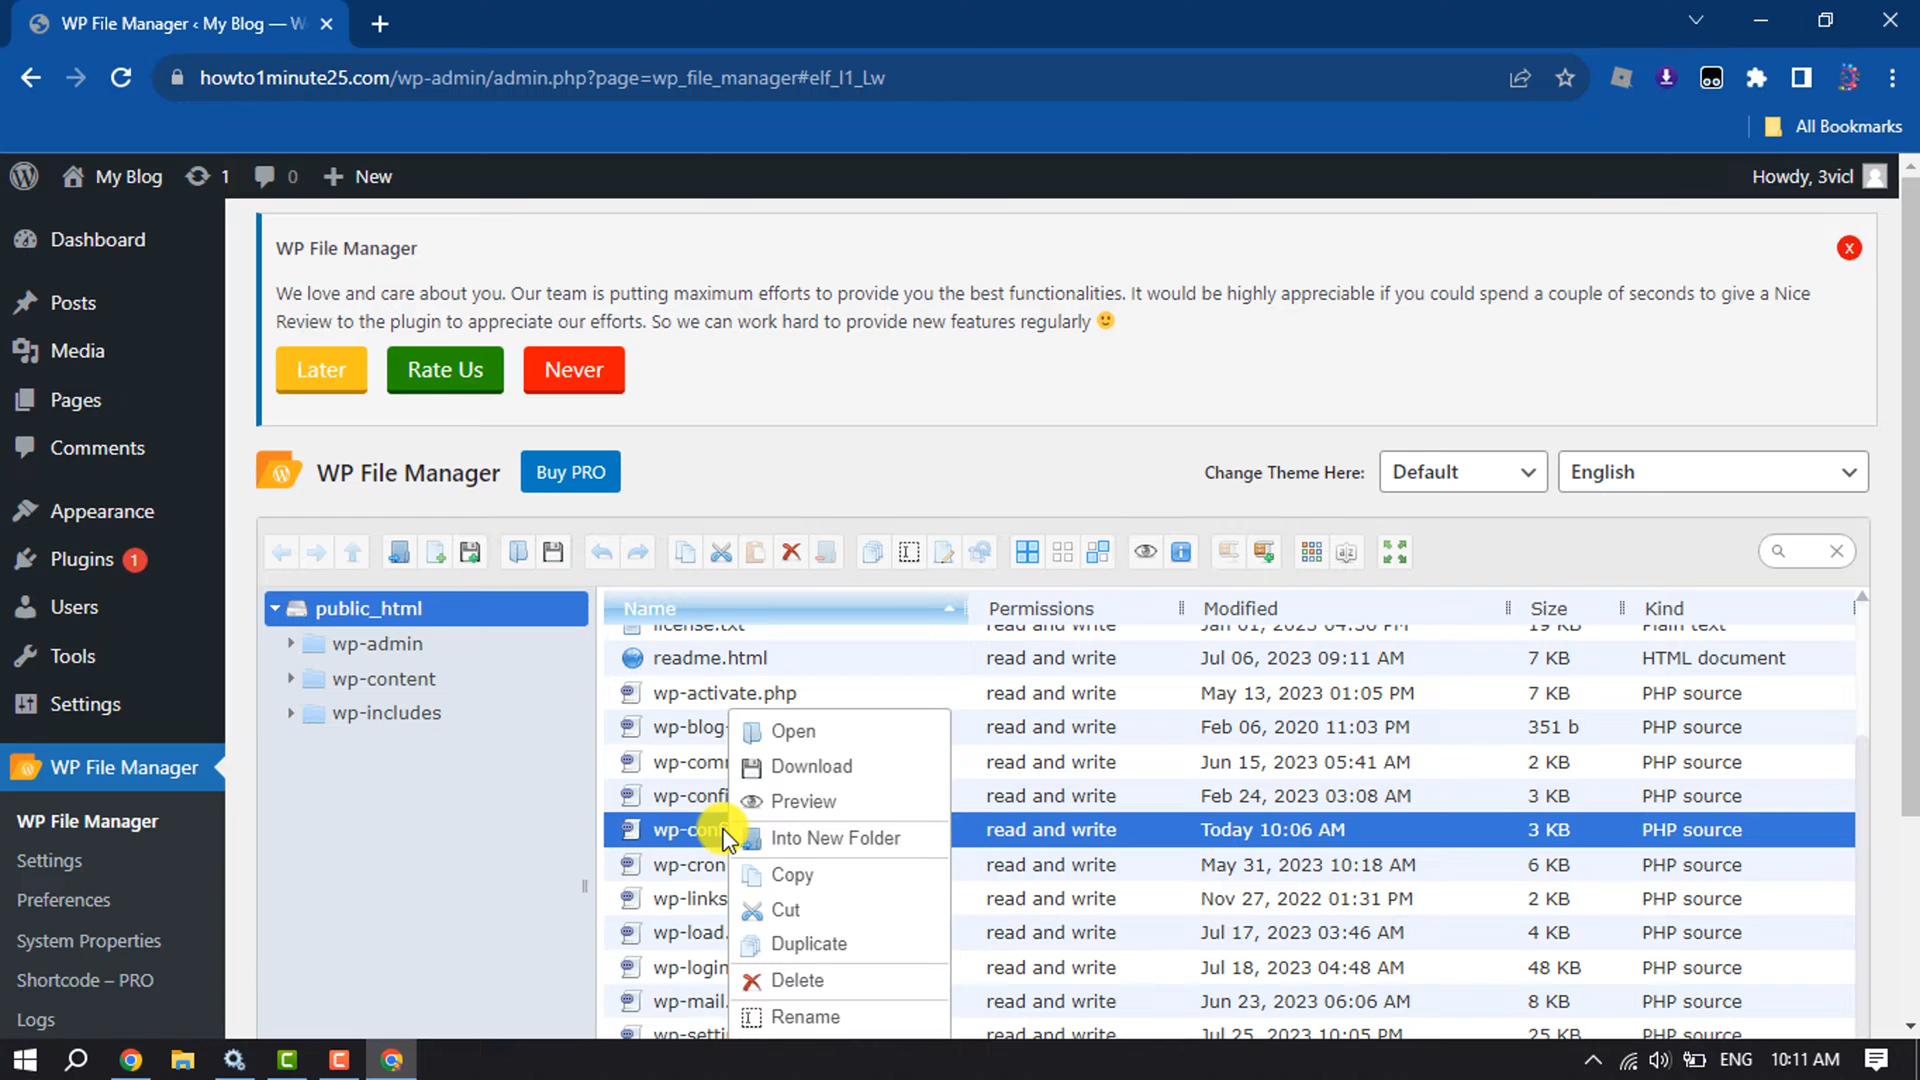 WP File Manager ‹ My Blog — W
howto1minute25.com/wp-admin/admin.php?page=wp_file_manager#elf_l1_Lw
All Bookmarks
My Blog 1 0 New
Howdy, 3vicl
Dashboard
Posts
Media
Pages
Comments
Appearance
Plugins 1
Users
Tools
Settings
WP File Manager
WP File Manager
Settings
Preferences
System Properties
Shortcode – PRO
Logs
WP File Manager
X
We love and care about you. Our team is putting maximum efforts to provide you the best functionalities. It would be highly appreciable if you could spend a couple of seconds to give a Nice
Review to the plugin to appreciate our efforts. So we can work hard to provide new features regularly
Later Rate Us Never
WP File Manager Buy PRO
Change Theme Here: Default English
public_html
wp-admin
wp-content
wp-includes
Name Permissions Modified Size Kind
license.txt read and write Jan 01, 2023 04:30 PM 19 KB Plain text
readme.html read and write Jul 06, 2023 09:11 AM 7 KB HTML document
wp-activate.php read and write May 13, 2023 01:05 PM 7 KB PHP source
wp-blog- read and write Feb 06, 2020 11:03 PM 351 b PHP source
wp-com read and write Jun 15, 2023 05:41 AM 2 KB PHP source
wp-confi read and write Feb 24, 2023 03:08 AM 3 KB PHP source
wp-conf read and write Today 10:06 AM 3 KB PHP source
wp-cron read and write May 31, 2023 10:18 AM 6 KB PHP source
wp-links read and write Nov 27, 2022 01:31 PM 2 KB PHP source
wp-load. read and write Jul 17, 2023 03:46 AM 4 KB PHP source
wp-login read and write Jul 18, 2023 04:48 AM 48 KB PHP source
wp-mail. read and write Jun 23, 2023 06:06 AM 8 KB PHP source
wp-setti read and write Jul 25, 2023 10:05 PM 25 KB PHP source
Open
Download
Preview
Into New Folder
Copy
Cut
Duplicate
Delete
Rename
ENG 10:11 AM